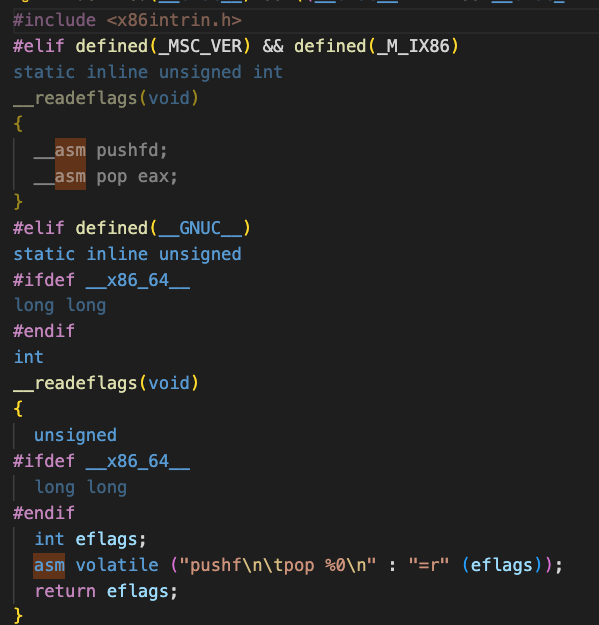 #include <x86intrin.h>
#elif defined(_MSC_VER) && defined(_M_IX86)
static inline unsigned int
__readeflags(void)
{
    __asm pushfd;
    __asm pop eax;
}
#elif defined(__GNUC__)
static inline unsigned
#ifdef __x86_64__
long long
#endif
int
__readeflags(void)
{
  unsigned
#ifdef __x86_64__
  long long
#endif
  int eflags;
  asm volatile ("pushf\n\tpop %0\n" : "=r" (eflags));
  return eflags;
}